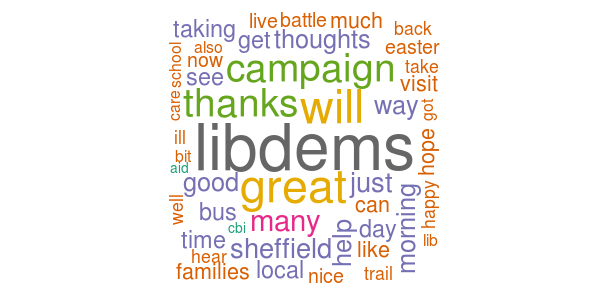 live battle much back
taking get thoughts easter
also
now
school
see campaign take
visit
care
thanks will way got
ill libdems hope
bit
aid
good great just happy
well bus many can
cbi day lib
time sheffield help like morning
hear
families local nice trail